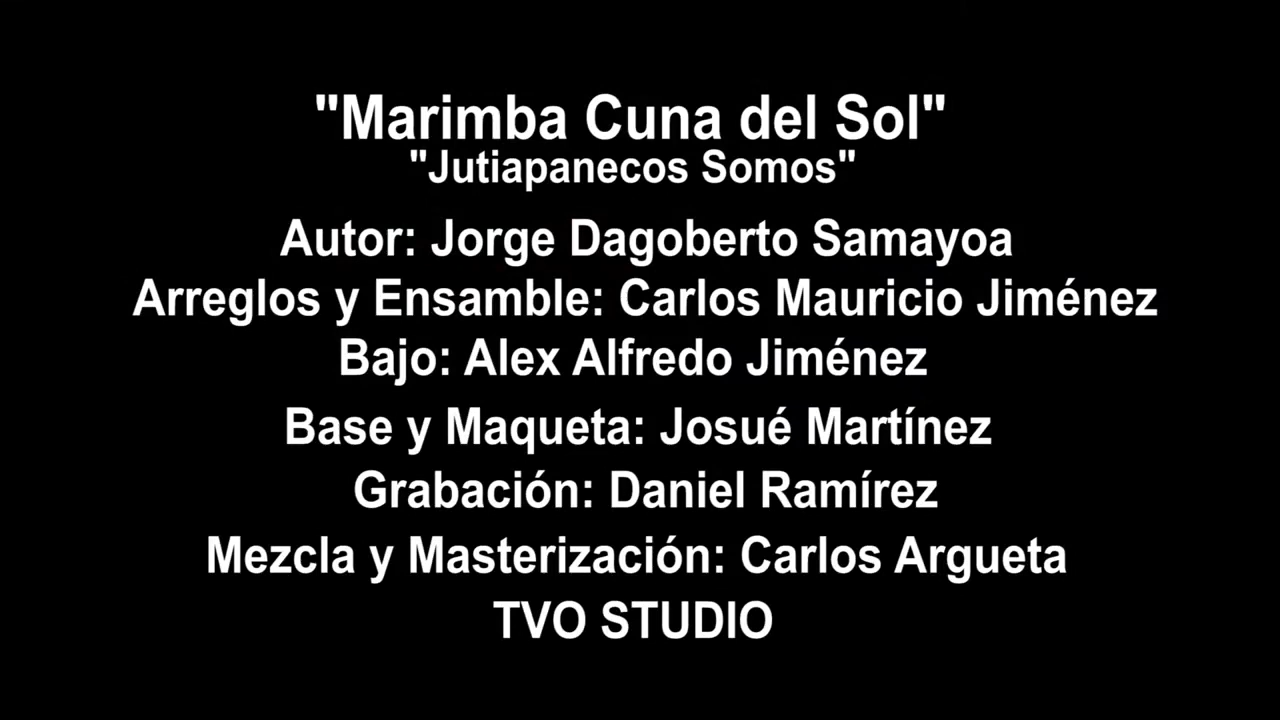 "Marimba Cuna del Sol"
"Jutiapanecos Somos"
Autor: Jorge Dagoberto Samayoa
Arreglos y Ensamble: Carlos Mauricio Jiménez
Bajo: Alex Alfredo Jiménez
Base y Maqueta: Josué Martínez
Grabación: Daniel Ramírez
Mezcla y Masterización: Carlos Argueta
TVO STUDIO